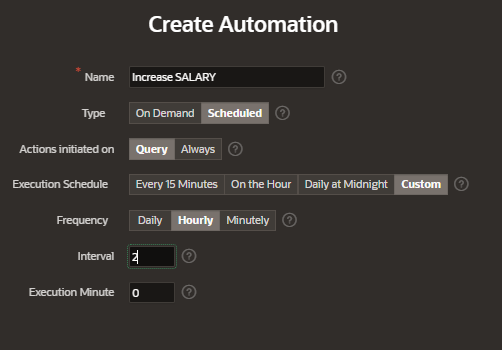 Create Automation
* Name Increase SALARY ?
Type On Demand Scheduled ?
Actions initiated on Query Always ?
Execution Schedule Every 15 Minutes On the Hour Daily at Midnight Custom ?
Frequency Daily Hourly Minutely ?
Interval 2 ?
Execution Minute 0 ?